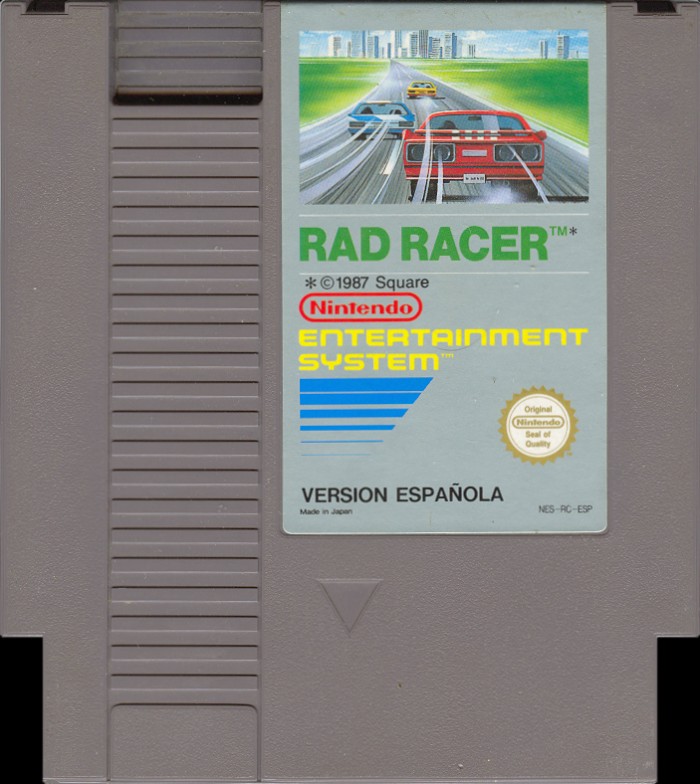 RAD RACER™*
*©1987 Square
Nintendo
ENTERTAINMENT
SYSTEM™
Original
Nintendo
Seal of
Quality
VERSION ESPAÑOLA
Made in Japan
NES-RC-ESP